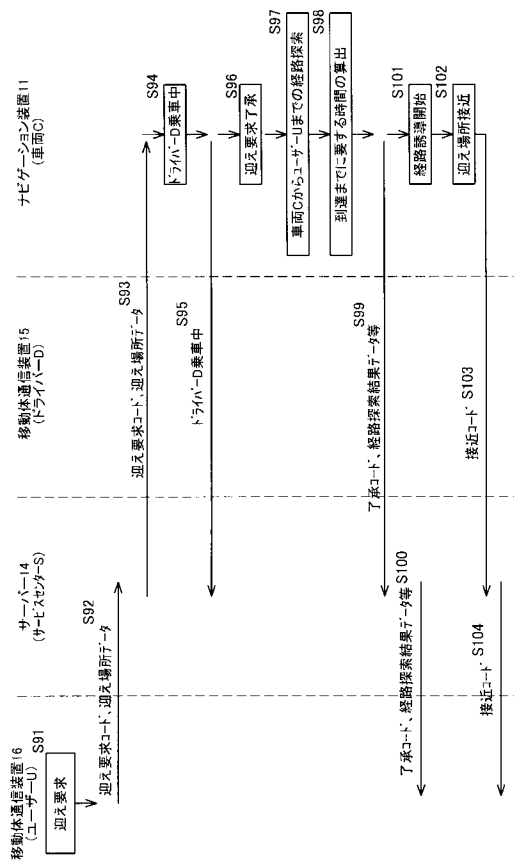 移動体通信装置16
(ユーザーU)
サーバー14
(サービスセンターS)
移動体通信装置15
(ドライバーD)
ナビゲーション装置11
(車両C)
S91
迎え要求
S92
迎え要求コード、迎え場所データ
S93
迎え要求コード、迎え場所データ
S94
ドライバーD乗車中
S95
ドライバーD乗車中
S96
迎え要求了承
S97
車両CからユーザーUまでの経路探索
S98
到達までに要する時間の算出
S99
了承コード、経路探索結果データ等
S100
了承コード、経路探索結果データ等
S101
経路誘導開始
S102
迎え場所接近
接近コード S103
接近コード S104